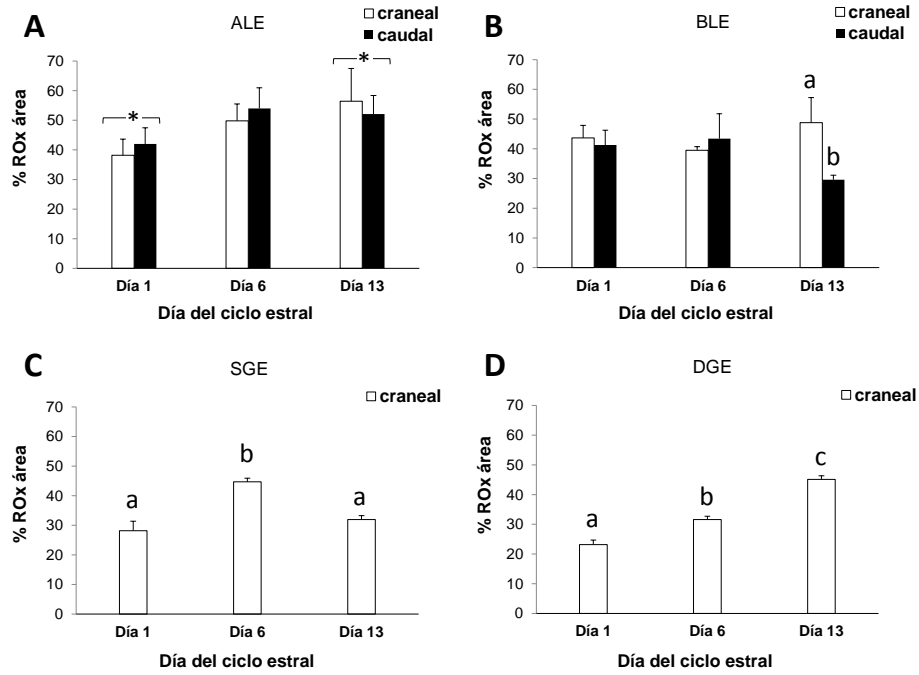 A
ALE
craneal
caudal
% ROx área
70
60
50
40
30
20
10
0
*
*
Día 1
Día 6
Día 13
Día del ciclo estral
B
BLE
craneal
caudal
% ROx área
70
60
50
40
30
20
10
0
a
b
Día 1
Día 6
Día 13
Día del ciclo estral
C
SGE
craneal
% ROx área
70
60
50
40
30
20
10
0
a
b
a
Día 1
Día 6
Día 13
Día del ciclo estral
D
DGE
craneal
% ROx área
70
60
50
40
30
20
10
0
a
b
c
Día 1
Día 6
Día 13
Día del ciclo estral